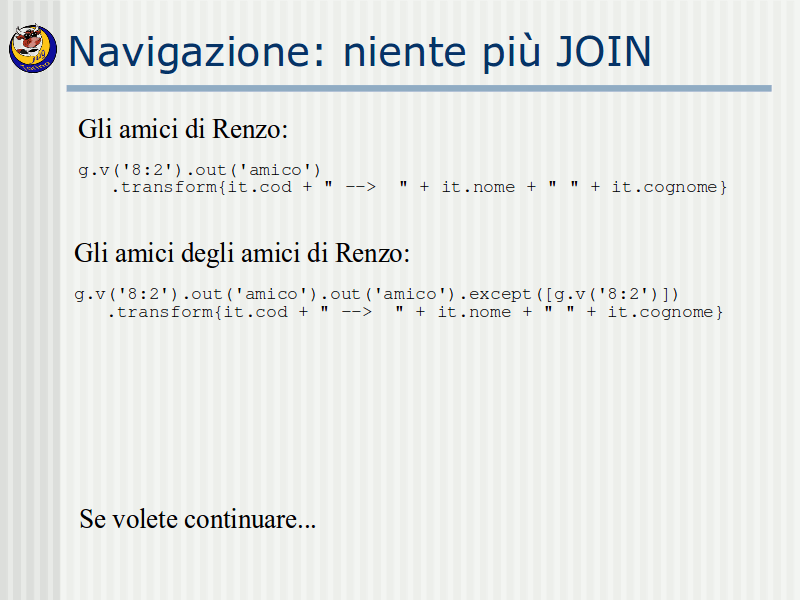 Navigazione: niente più JOIN
Gli amici di Renzo:
g.v('8:2').out('amico')
.transform{it.cod + " -->  " + it.nome + " " + it.cognome}
Gli amici degli amici di Renzo:
g.v('8:2').out('amico').out('amico').except([g.v('8:2')])
.transform{it.cod + " -->  " + it.nome + " " + it.cognome}
Se volete continuare...